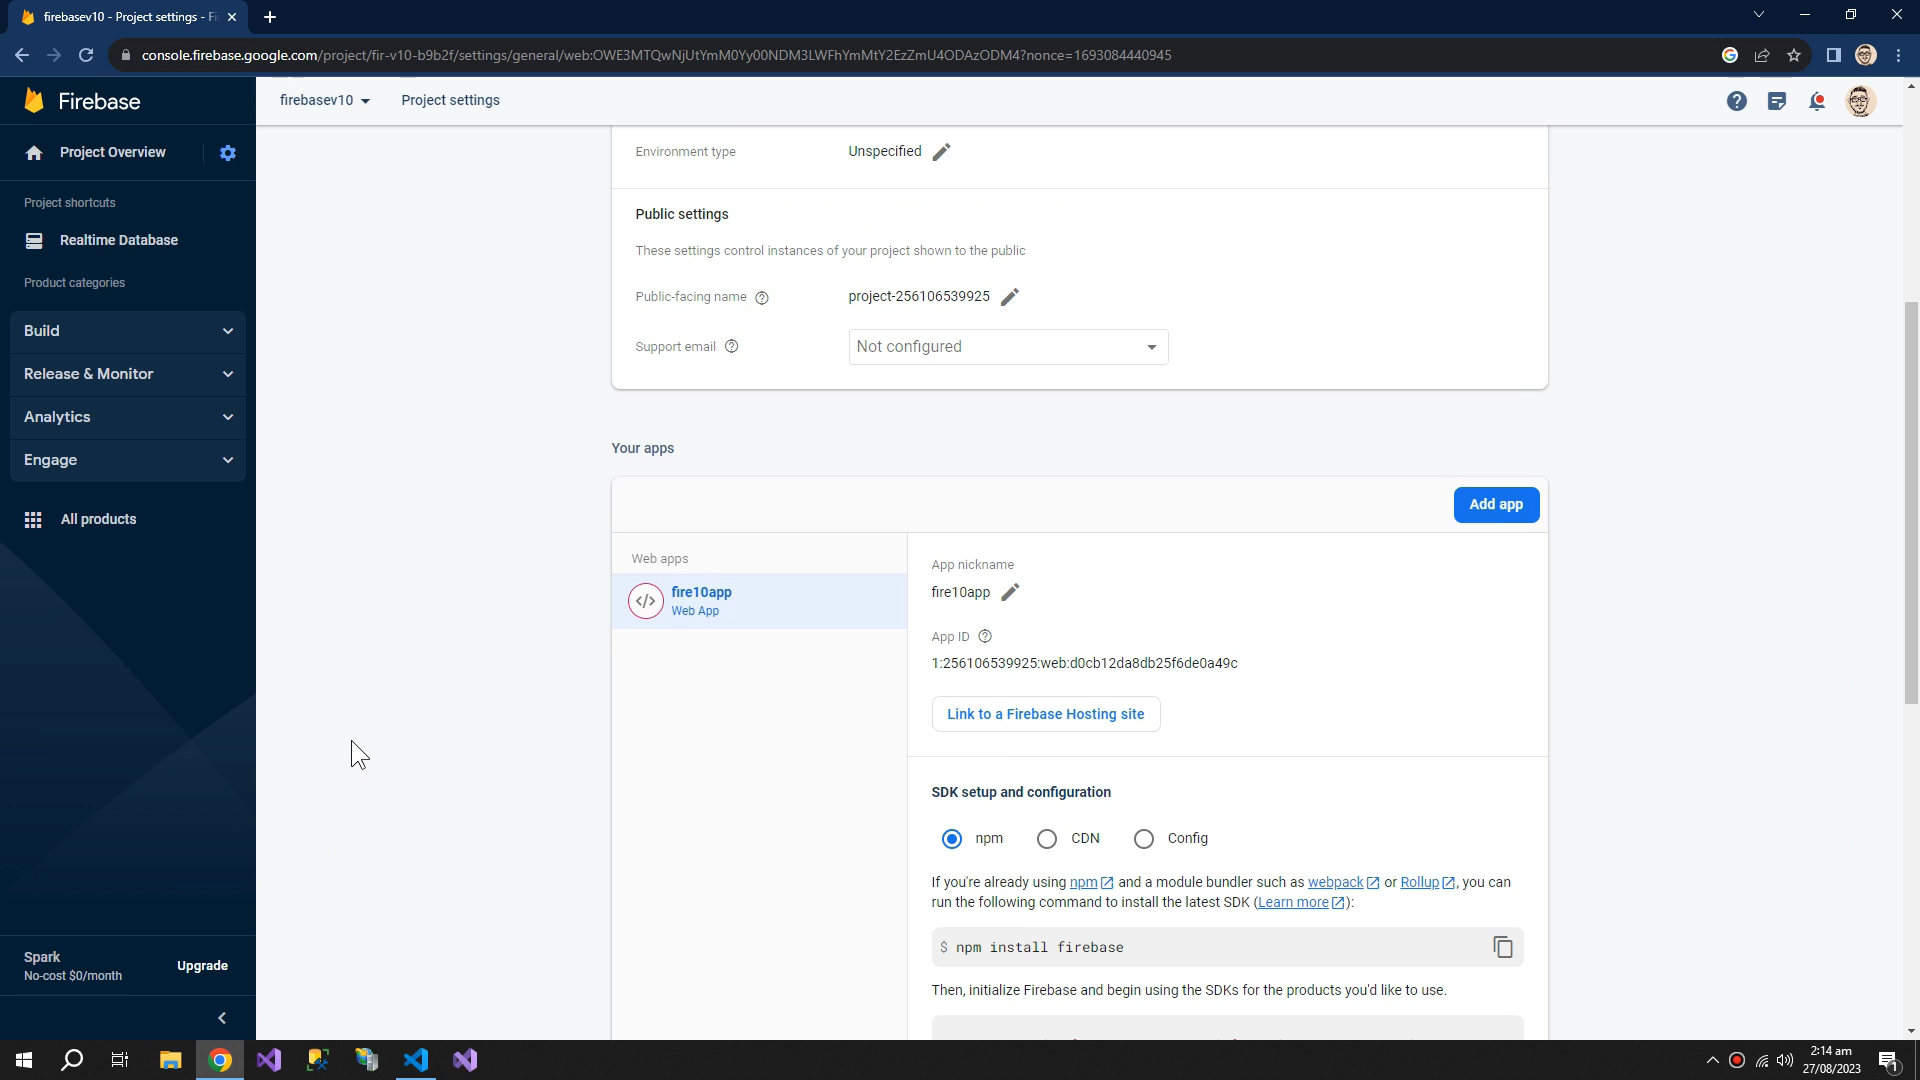 firebasev10 - Project settings - Fi
console.firebase.google.com/project/fir-v10-b9b2f/settings/general/web:OWE3MTQwNjUtYmM0Yy00NDM3LWFhYmMtY2EzZmU4ODAzODM4?nonce=1693084440945
Firebase
firebasev10
Project settings
Project Overview
Project shortcuts
Realtime Database
Product categories
Build
Release & Monitor
Analytics
Engage
All products
Spark
No-cost $0/month
Upgrade
Environment type
Unspecified
Public settings
These settings control instances of your project shown to the public
Public-facing name
project-256106539925
Support email
Not configured
Your apps
Add app
Web apps
fire10app
Web App
App nickname
fire10app
App ID
1:256106539925:web:d0cb12da8db25f6de0a49c
Link to a Firebase Hosting site
SDK setup and configuration
npm
CDN
Config
If you're already using npm and a module bundler such as webpack or Rollup, you can
run the following command to install the latest SDK (Learn more):
$ npm install firebase
Then, initialize Firebase and begin using the SDKs for the products you'd like to use.
2:14 am
27/08/2023
1